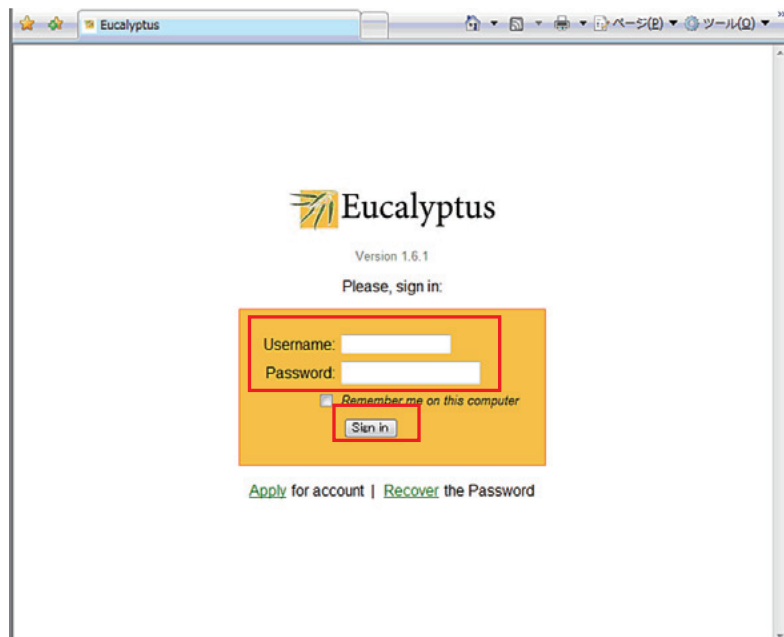 Eucalyptus
ページ(P) ツール(O)
Eucalyptus
Version 1.6.1
Please, sign in:
Username:
Password:
Remember me on this computer
Sign in
Apply for account | Recover the Password